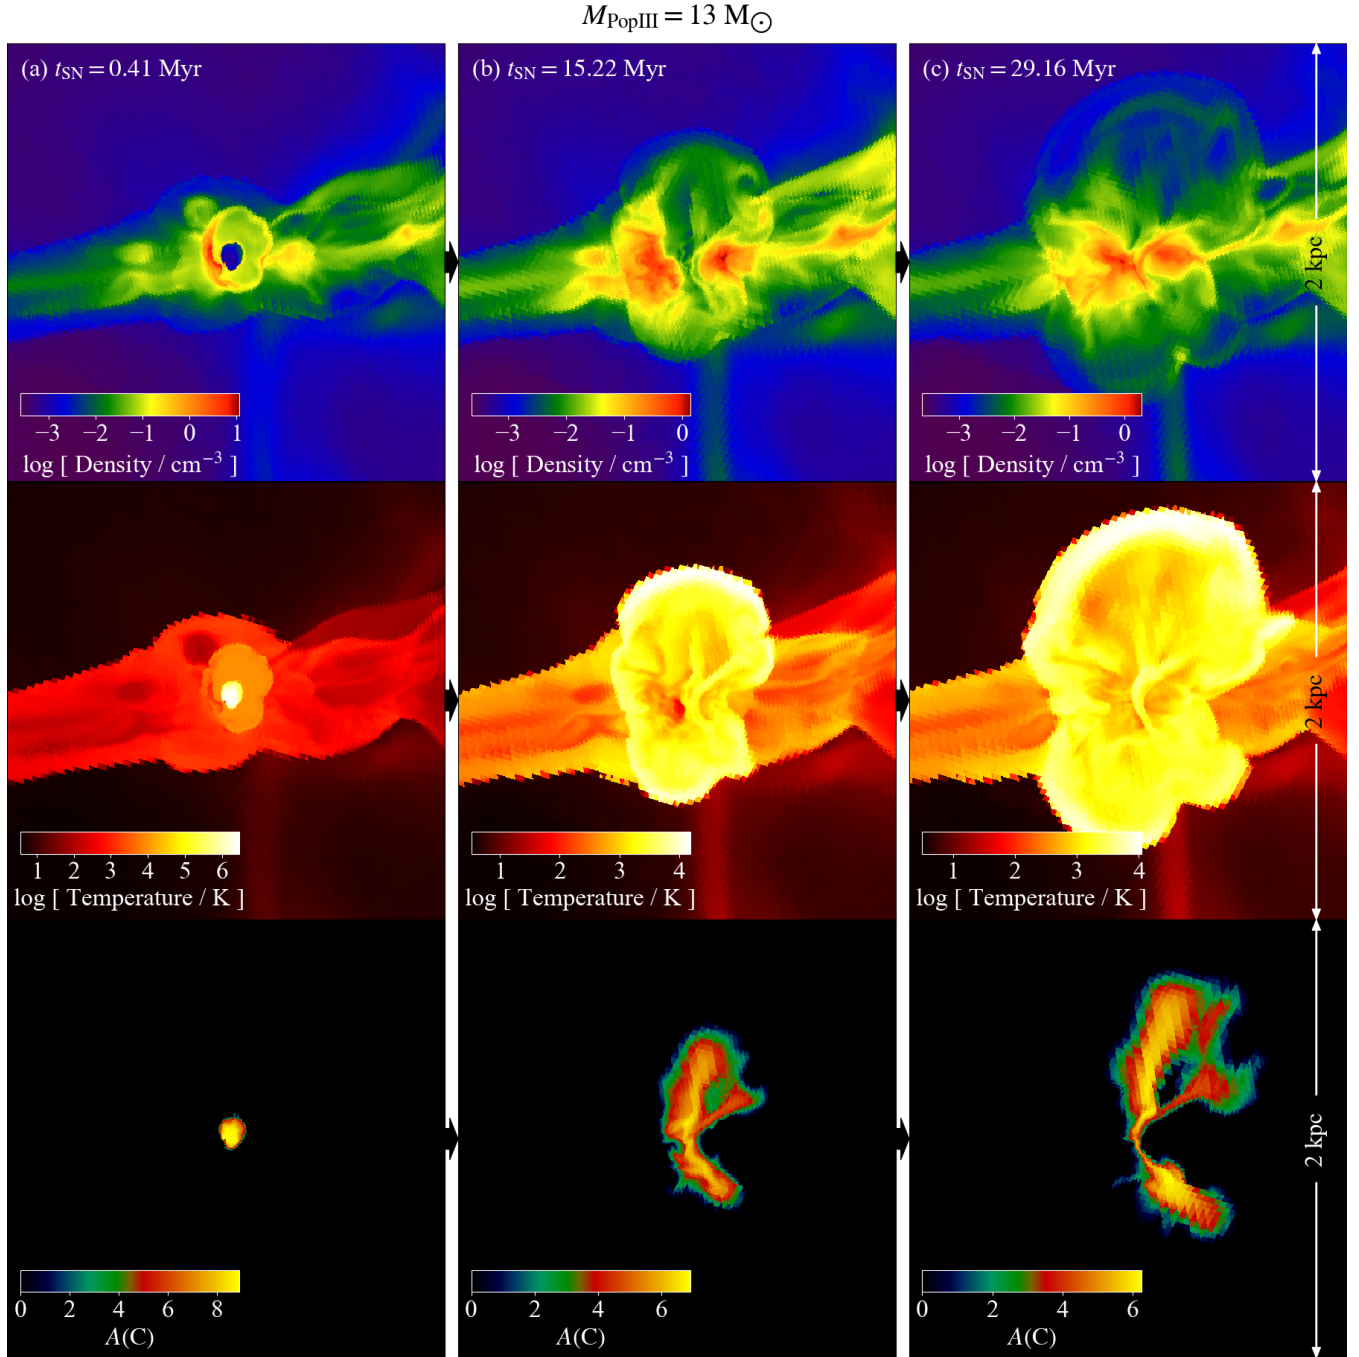 M_PopIII = 13 M_⊙
(a) t_SN = 0.41 Myr
(b) t_SN = 15.22 Myr
(c) t_SN = 29.16 Myr
2 kpc
−3 −2 −1 0 1
log [ Density / cm⁻³ ]
−3 −2 −1 0
log [ Density / cm⁻³ ]
−3 −2 −1 0
log [ Density / cm⁻³ ]
2 kpc
1 2 3 4 5 6
log [ Temperature / K ]
1 2 3 4
log [ Temperature / K ]
1 2 3 4
log [ Temperature / K ]
2 kpc
0 2 4 6 8
A(C)
0 2 4 6
A(C)
0 2 4 6
A(C)